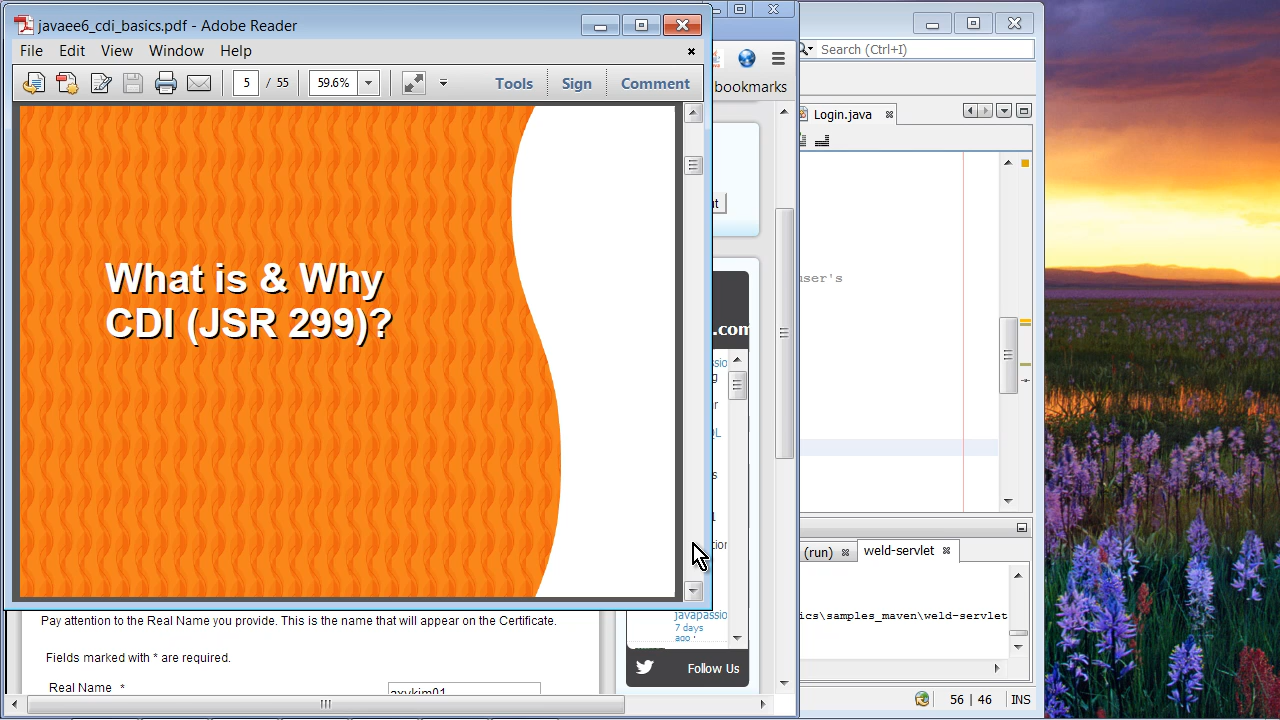 javaee6_cdi_basics.pdf - Adobe Reader
File Edit View Window Help
5 / 55 59.6% Tools Sign Comment
What is & Why
CDI (JSR 299)?
bookmarks
Search (Ctrl+I)
Login.java
user's
.com
javapassio
7 days
ago
Follow Us
(run) weld-servlet
ics\samples_maven\weld-servlet
56 | 46 INS
Pay attention to the Real Name you provide. This is the name that will appear on the Certificate.
Fields marked with * are required.
Real Name *
axykim01